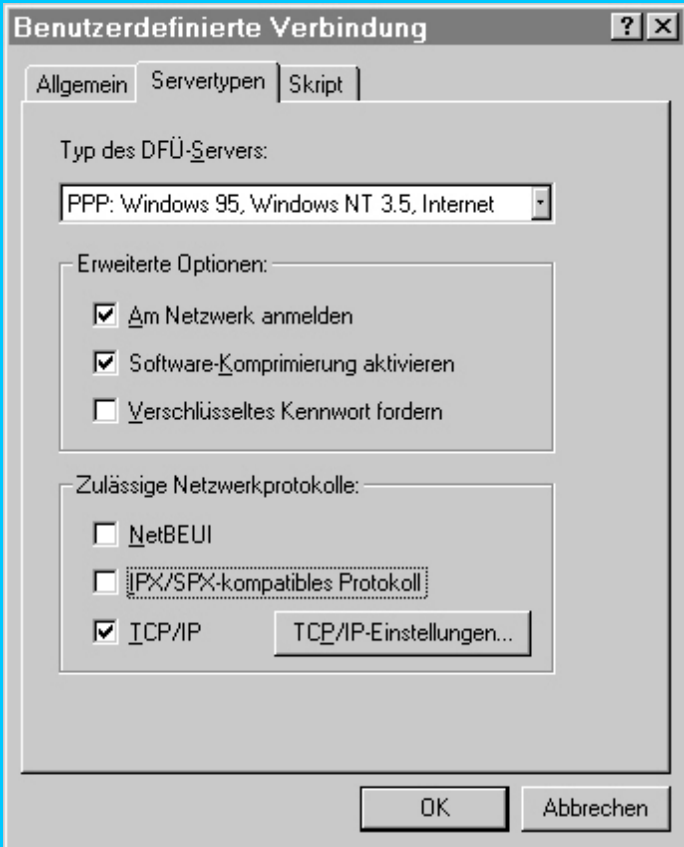 Benutzerdefinierte Verbindung
Allgemein Servertypen Skript
Typ des DFÜ-Servers:
PPP: Windows 95, Windows NT 3.5, Internet
Erweiterte Optionen:
Am Netzwerk anmelden
Software-Komprimierung aktivieren
Verschlüsseltes Kennwort fordern
Zulässige Netzwerkprotokolle:
NetBEUI
IPX/SPX-kompatibles Protokoll
TCP/IP TCP/IP-Einstellungen...
OK Abbrechen